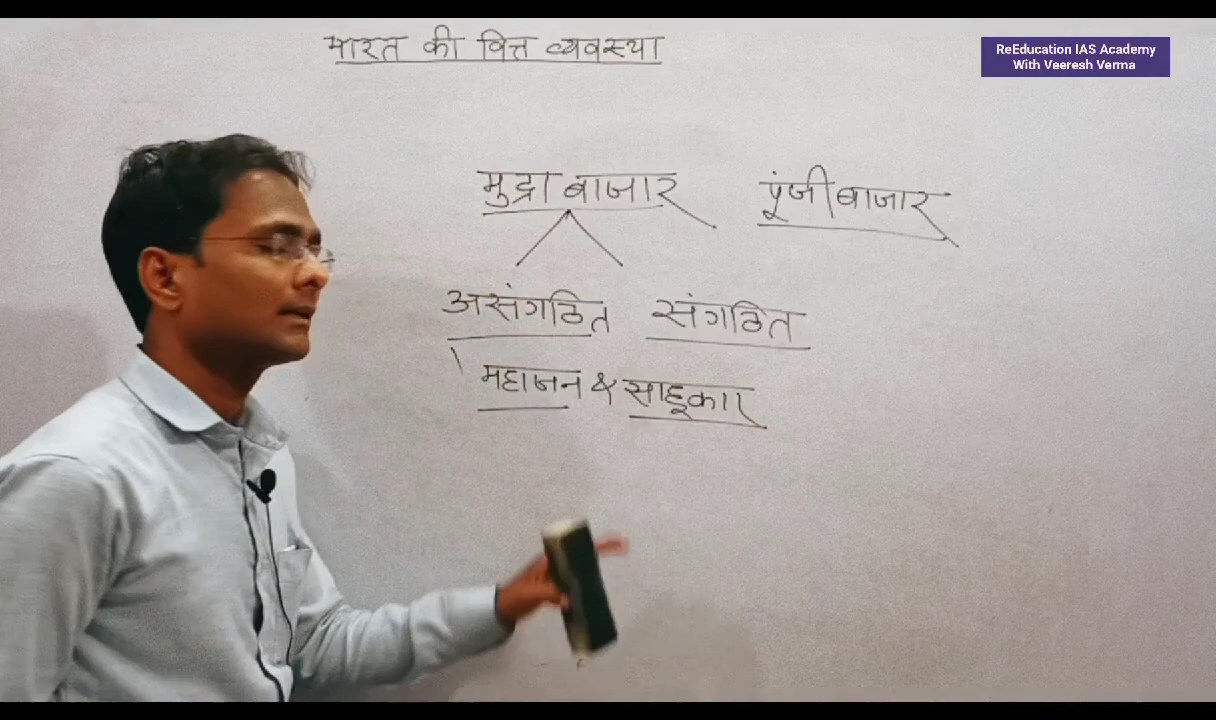 भारत की वित्त व्यवस्था
ReEducation IAS Academy
With Veeresh Verma
मुद्रा बाजार पूंजी बाजार
असंगठित संगठित
महाजन & साहूकार